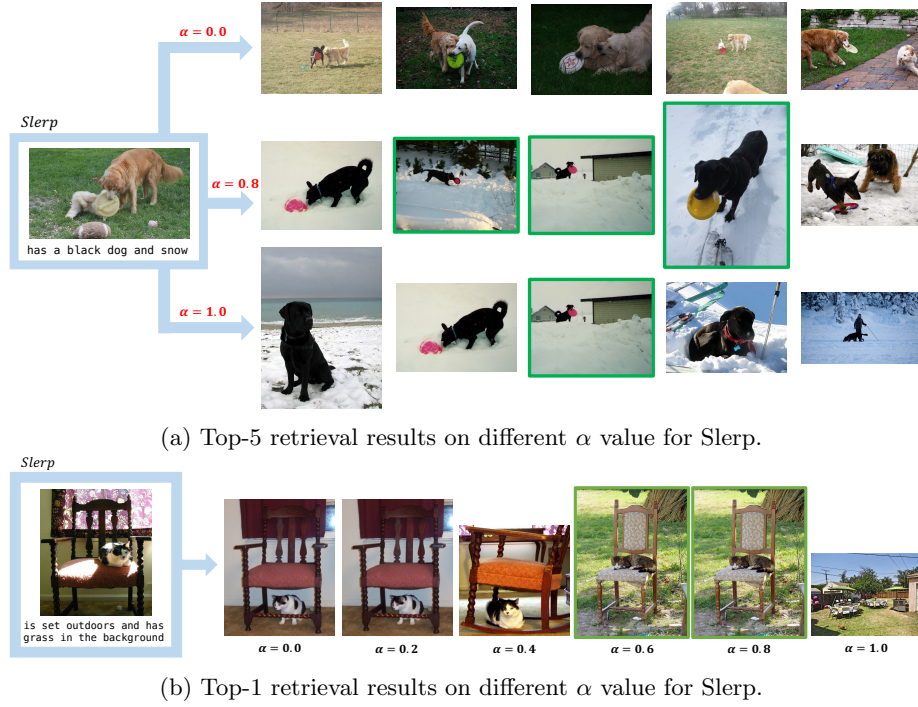 Slerp
α = 0.0
has a black dog and snow
α = 0.8
α = 1.0
(a) Top-5 retrieval results on different α value for Slerp.
Slerp
is set outdoors and has
grass in the background
α = 0.0
α = 0.2
α = 0.4
α = 0.6
α = 0.8
α = 1.0
(b) Top-1 retrieval results on different α value for Slerp.